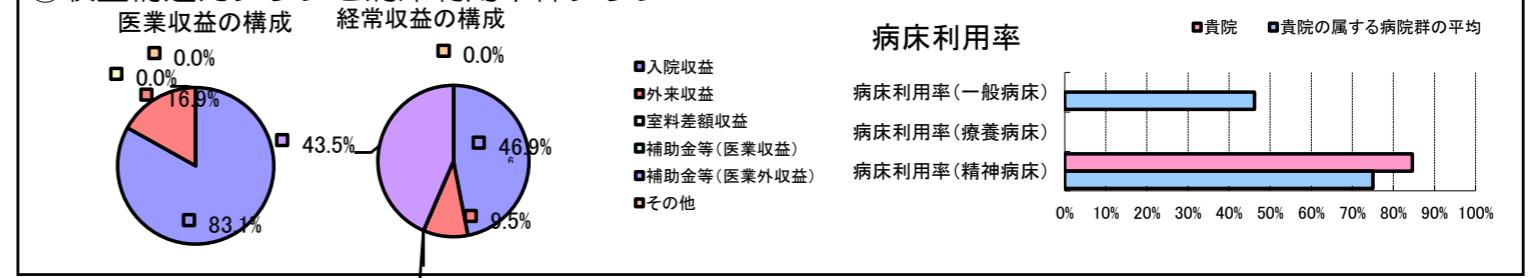 医業収益の構成
0.0%
0.0%
16.9%
83.1%
経常収益の構成
0.0%
43.5%
46.9%
9.5%
入院収益
外来収益
室料差額収益
補助金等(医業収益)
補助金等(医業外収益)
その他
病床利用率
貴院 貴院の属する病院群の平均
病床利用率(一般病床)
病床利用率(療養病床)
病床利用率(精神病床)
0% 10% 20% 30% 40% 50% 60% 70% 80% 90% 100%